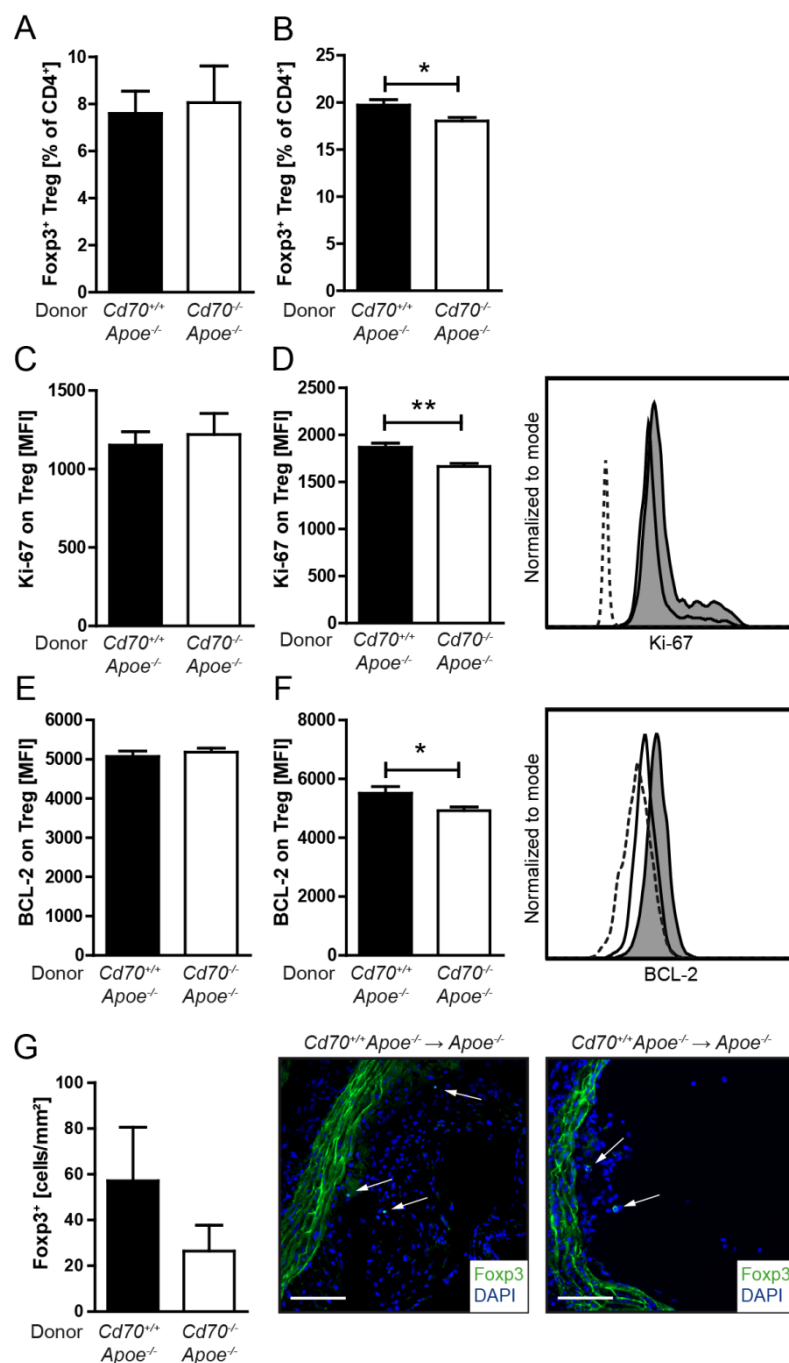 A
Foxp3⁺ Treg [% of CD4⁺]
10
8
6
4
2
0
Donor Cd70⁺/⁺ Cd70⁻/⁻
Apoe⁻/⁻ Apoe⁻/⁻
B
Foxp3⁺ Treg [% of CD4⁺]
25
20
15
10
5
0
*
Donor Cd70⁺/⁺ Cd70⁻/⁻
Apoe⁻/⁻ Apoe⁻/⁻
C
Ki-67 on Treg [MFI]
1500
1000
500
0
Donor Cd70⁺/⁺ Cd70⁻/⁻
Apoe⁻/⁻ Apoe⁻/⁻
D
Ki-67 on Treg [MFI]
2500
2000
1500
1000
500
0
**
Donor Cd70⁺/⁺ Cd70⁻/⁻
Apoe⁻/⁻ Apoe⁻/⁻
Normalized to mode
Ki-67
E
BCL-2 on Treg [MFI]
6000
5000
4000
3000
2000
1000
0
Donor Cd70⁺/⁺ Cd70⁻/⁻
Apoe⁻/⁻ Apoe⁻/⁻
F
BCL-2 on Treg [MFI]
8000
6000
4000
2000
0
*
Donor Cd70⁺/⁺ Cd70⁻/⁻
Apoe⁻/⁻ Apoe⁻/⁻
Normalized to mode
BCL-2
G
Foxp3⁺ [cells/mm²]
100
80
60
40
20
0
Donor Cd70⁺/⁺ Cd70⁻/⁻
Apoe⁻/⁻ Apoe⁻/⁻
Cd70⁺/⁺Apoe⁻/⁻ → Apoe⁻/⁻
Foxp3
DAPI
Cd70⁺/⁺Apoe⁻/⁻ → Apoe⁻/⁻
Foxp3
DAPI